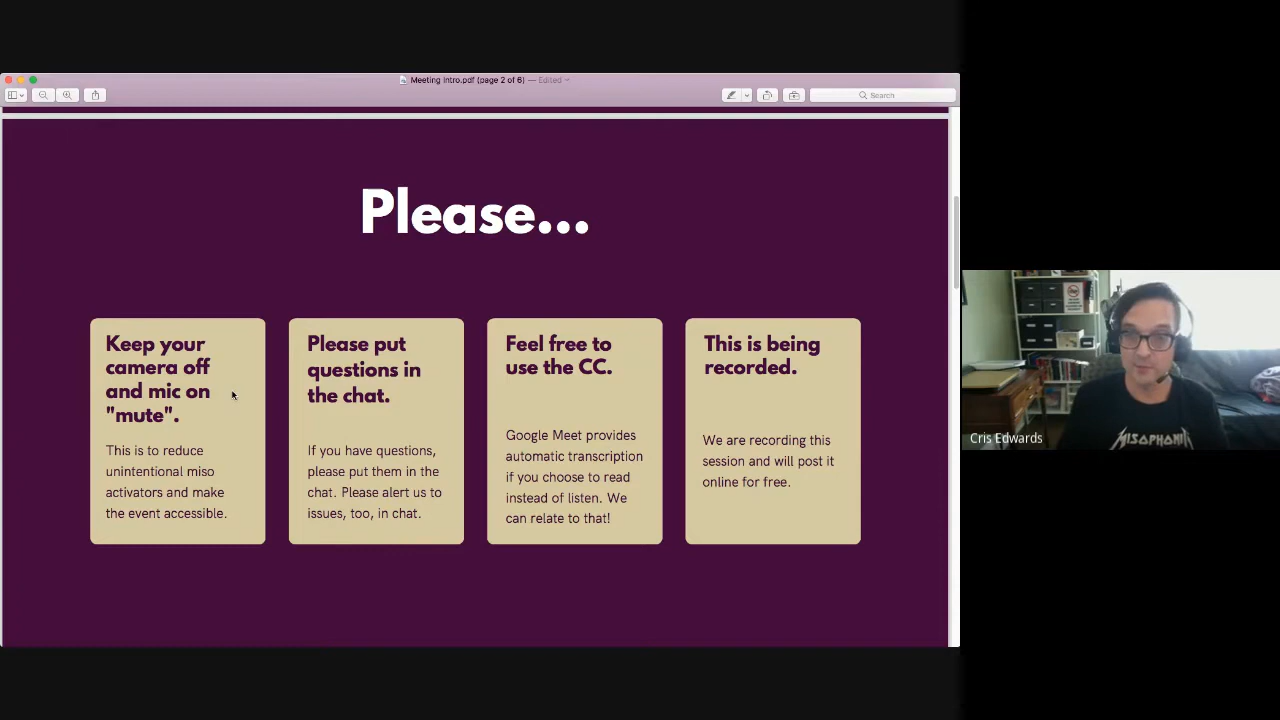 Meeting intro.pdf (page 2 of 6) — Edited
Search
Please...
Keep your
camera off
and mic on
"mute".
This is to reduce
unintentional miso
activators and make
the event accessible.
Please put
questions in
the chat.
If you have questions,
please put them in the
chat. Please alert us to
issues, too, in chat.
Feel free to
use the CC.
Google Meet provides
automatic transcription
if you choose to read
instead of listen. We
can relate to that!
This is being
recorded.
We are recording this
session and will post it
online for free.
Cris Edwards
MISOPHONIA